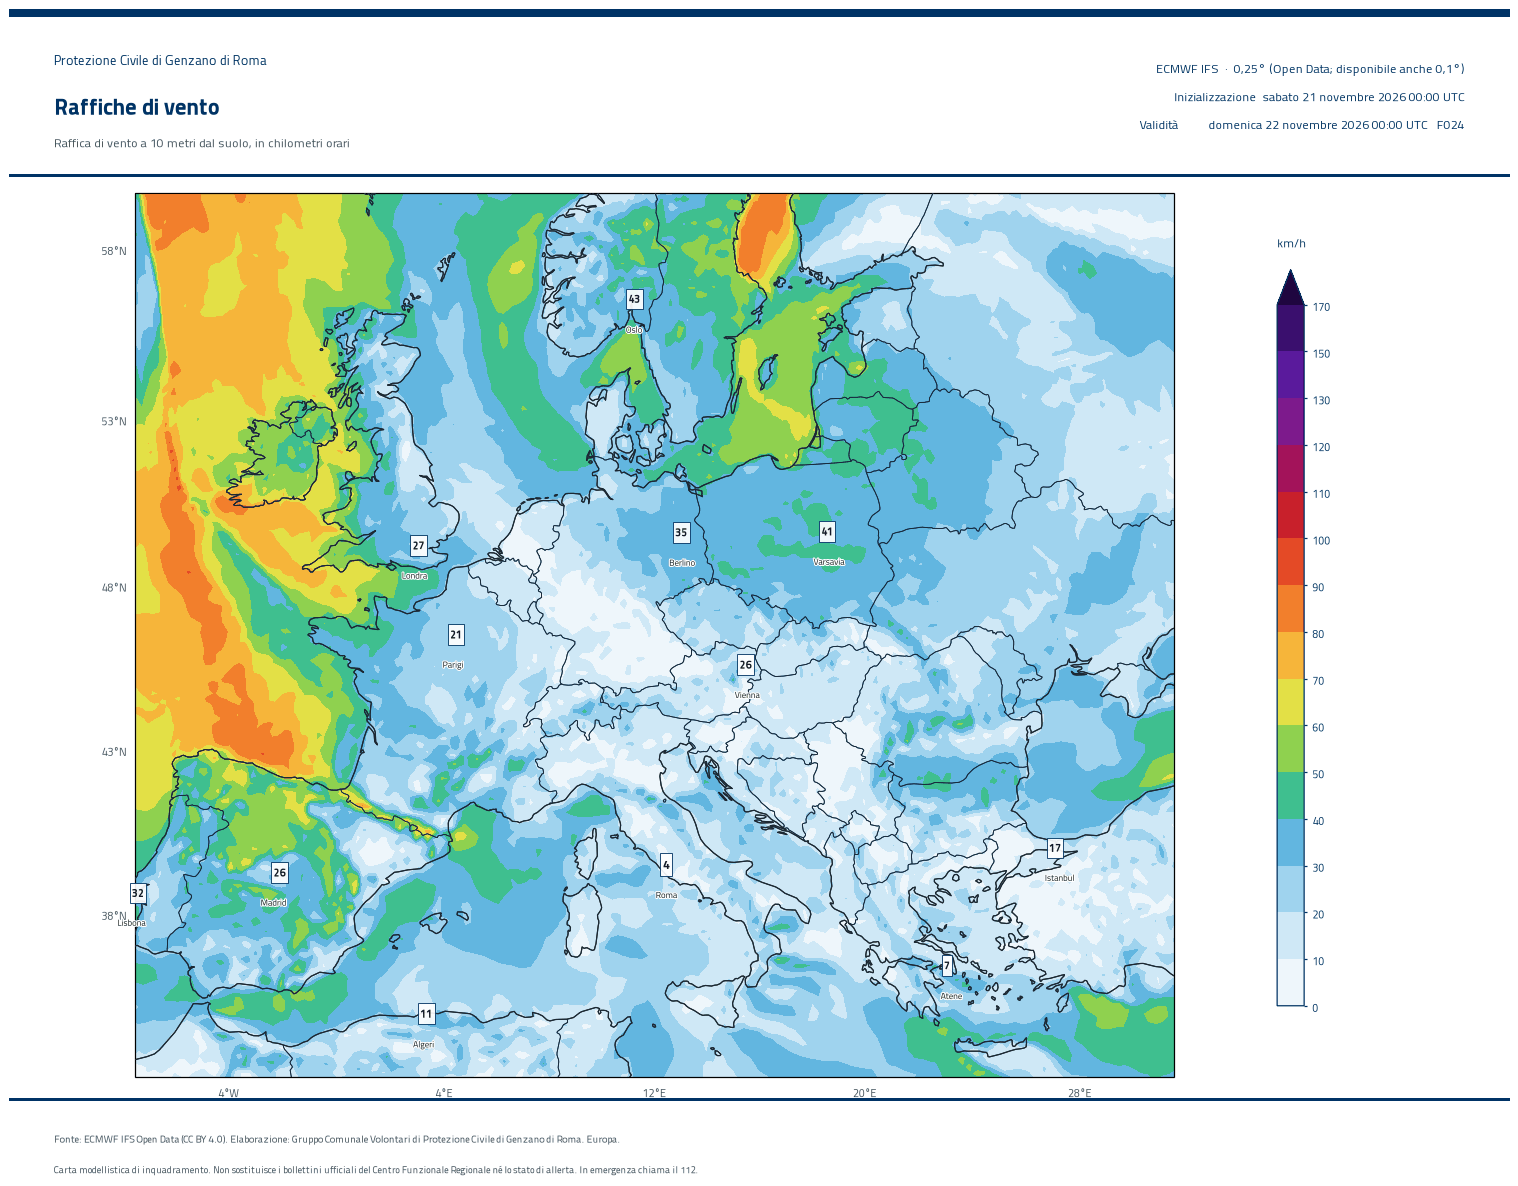 Protezione Civile di Genzano di Roma
Raffiche di vento
Raffica di vento a 10 metri dal suolo, in chilometri orari
ECMWF IFS · 0,25° (Open Data; disponibile anche 0,1°)
Inizializzazione sabato 21 novembre 2026 00:00 UTC
Validità domenica 22 novembre 2026 00:00 UTC F024
58°N
53°N
48°N
43°N
38°N
4°W
4°E
12°E
20°E
28°E
43
Oslo
27
Londra
35
Berlino
41
Varsavia
21
Parigi
26
Vienna
26
Madrid
32
Lisbona
4
Roma
17
Istanbul
7
Atene
11
Algeri
km/h
170
150
130
120
110
100
90
80
70
60
50
40
30
20
10
0
Fonte: ECMWF IFS Open Data (CC BY 4.0). Elaborazione: Gruppo Comunale Volontari di Protezione Civile di Genzano di Roma. Europa.
Carta modellistica di inquadramento. Non sostituisce i bollettini ufficiali del Centro Funzionale Regionale né lo stato di allerta. In emergenza chiama il 112.